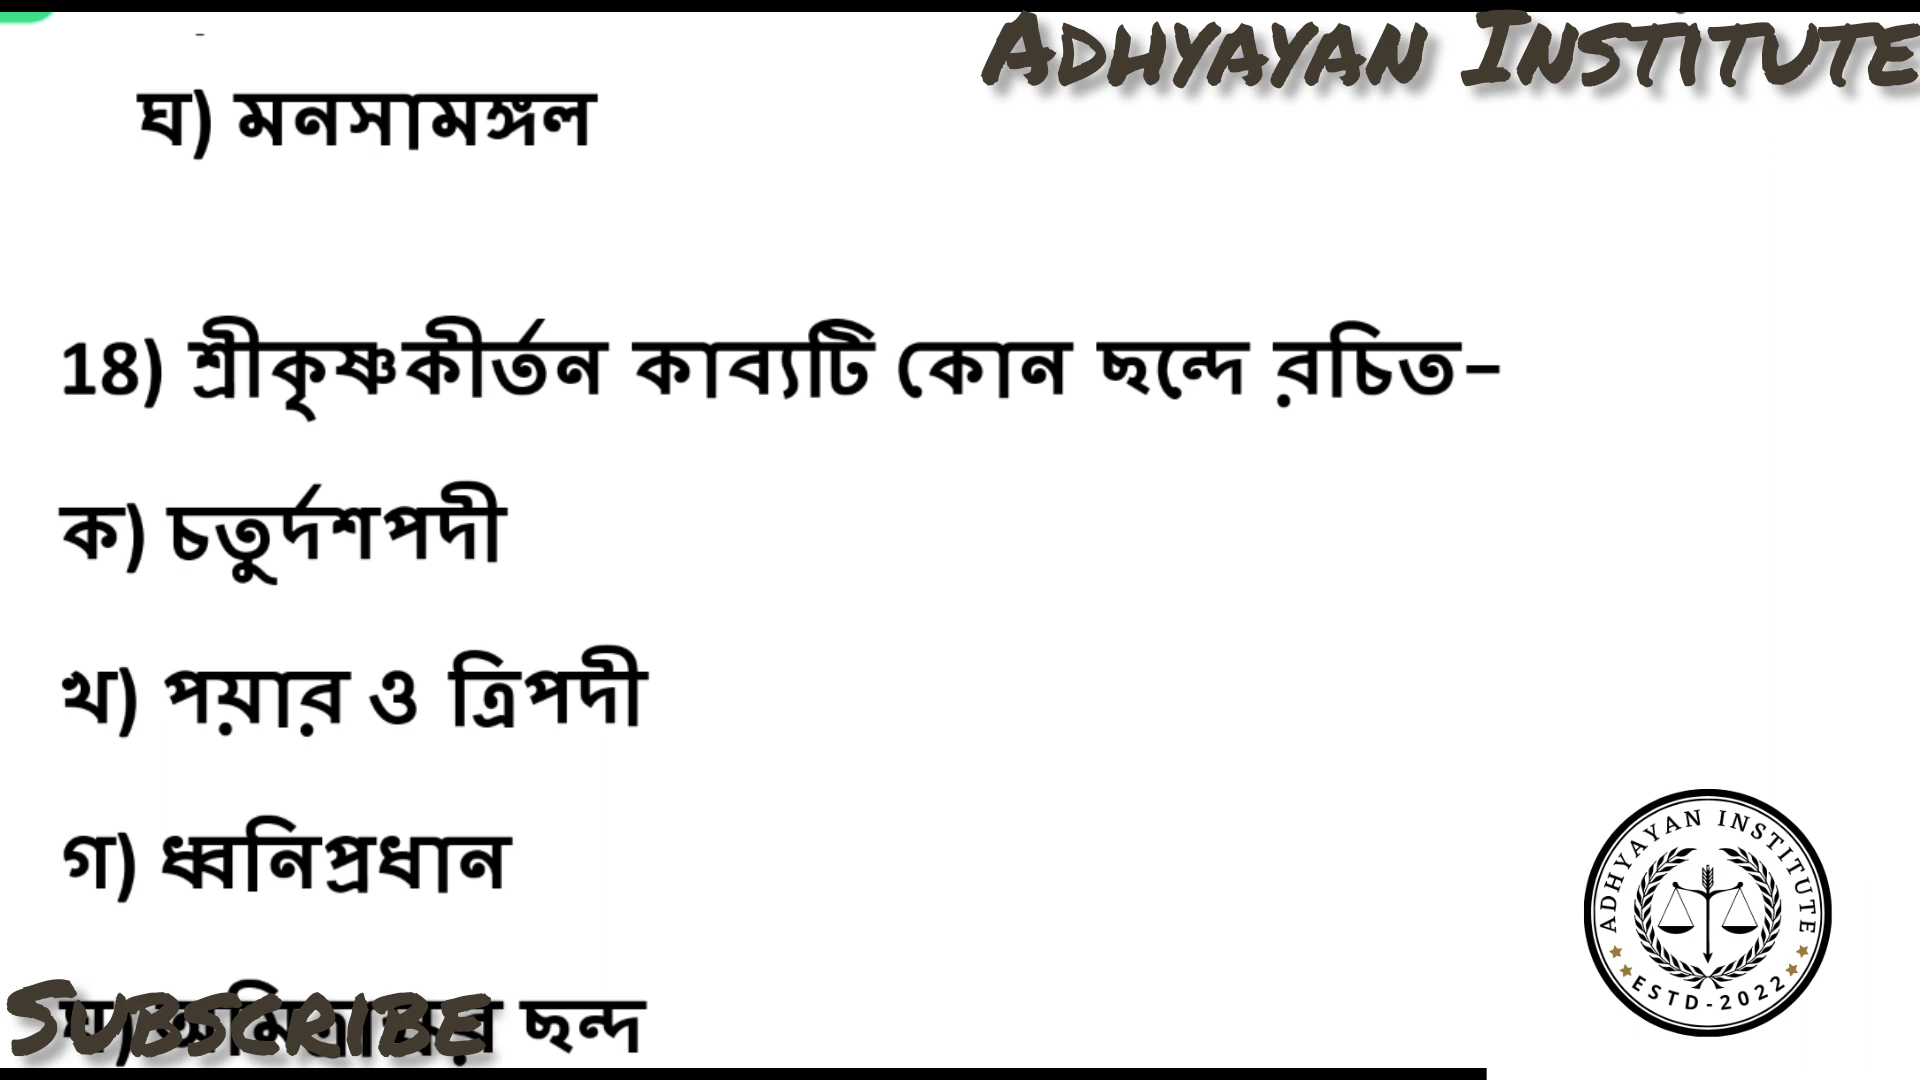 ADHYAYAN INSTITUTE
ঘ) মনসামঙ্গল
18) শ্রীকৃষ্ণকীর্তন কাব্যটি কোন ছন্দে রচিত–
ক) চতুর্দশপদী
খ) পয়ার ও ত্রিপদী
গ) ধ্বনিপ্রধান
ছন্দ
SUBSCRIBE
ADHYAYAN INSTITUTE
ESTD-2022